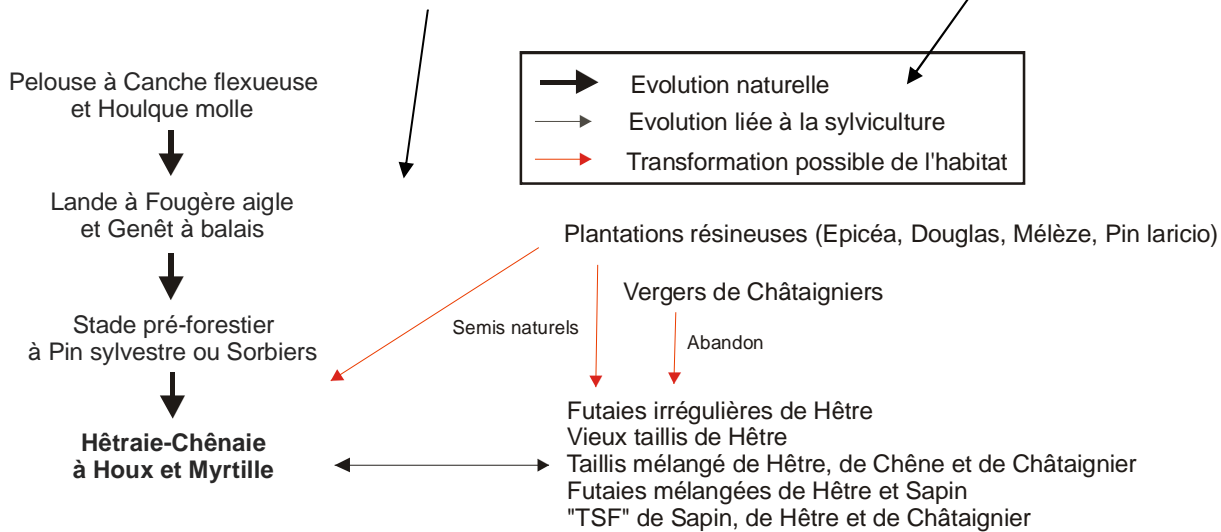 Pelouse à Canche flexueuse
et Houlque molle
Lande à Fougère aigle
et Genêt à balais
Stade pré-forestier
à Pin sylvestre ou Sorbiers
Hêtraie-Chênaie
à Houx et Myrtille
Evolution naturelle
Evolution liée à la sylviculture
Transformation possible de l'habitat
Plantations résineuses (Epicéa, Douglas, Mélèze, Pin laricio)
Vergers de Châtaigniers
Semis naturels
Abandon
Futaies irrégulières de Hêtre
Vieux taillis de Hêtre
Taillis mélangé de Hêtre, de Chêne et de Châtaignier
Futaies mélangées de Hêtre et Sapin
"TSF" de Sapin, de Hêtre et de Châtaignier